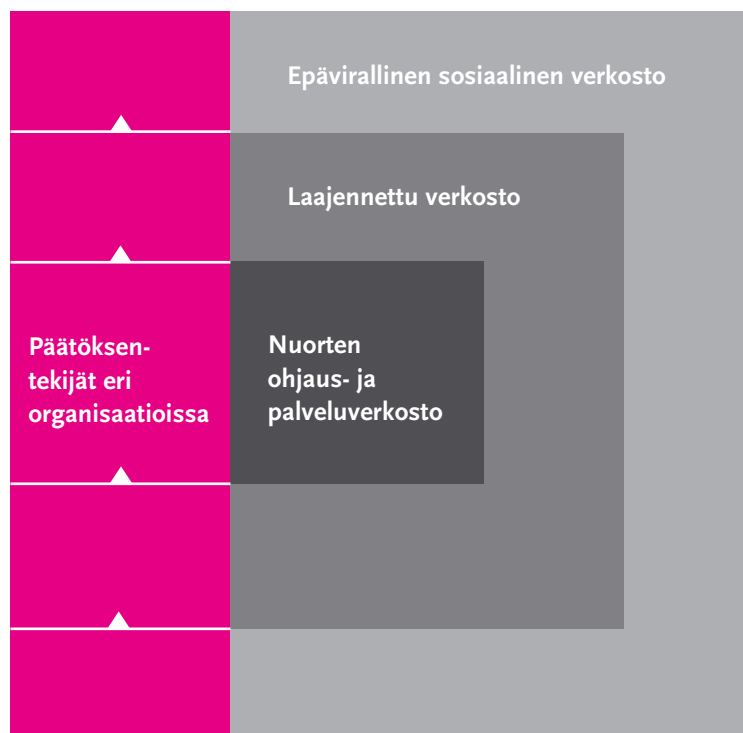 Epävirallinen sosiaalinen verkosto
Laajennettu verkosto
Päätöksen-
tekijät eri
organisaatioissa
Nuorten
ohjaus- ja
palveluverkosto